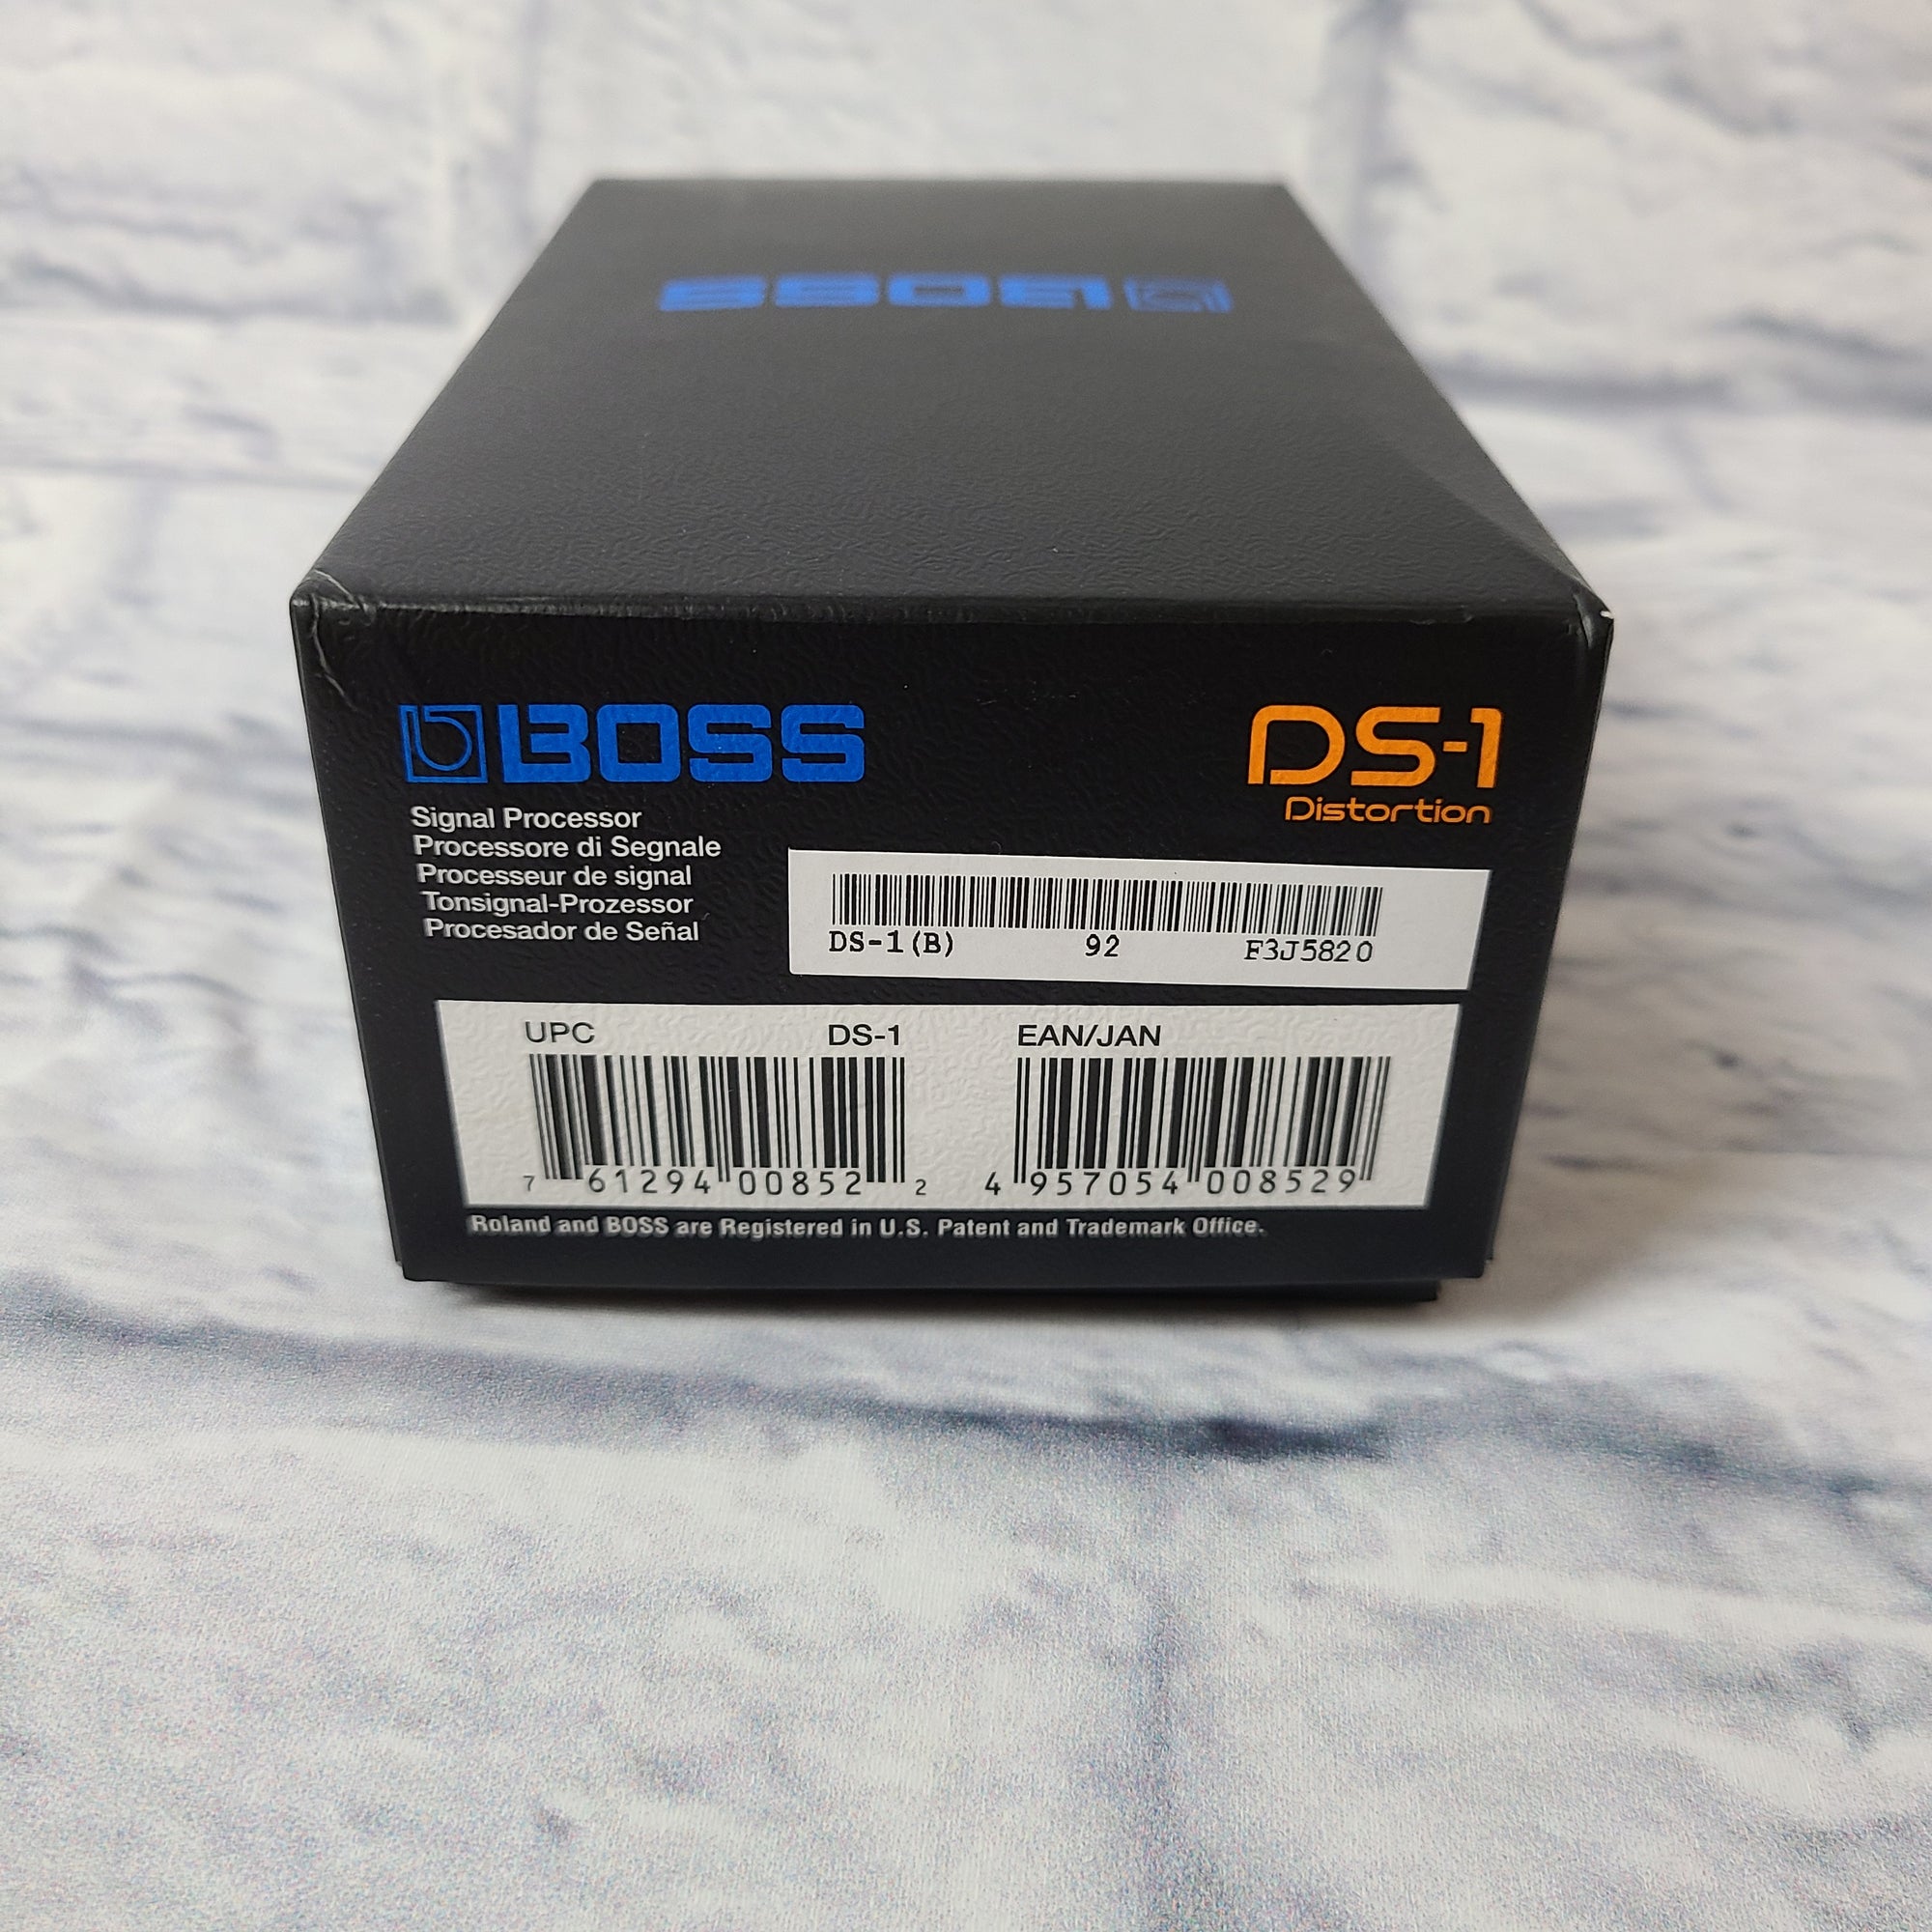 BOSS
BOSS
DS-1
Distortion
Signal Processor
Processore di Segnale
Processeur de signal
Tonsignal-Prozessor
Procesador de Señal
DS-1(B) 92 F3J5820
UPC DS-1 EAN/JAN
7 61294 00852 2 4 957054 008529
Roland and BOSS are Registered in U.S. Patent and Trademark Office.